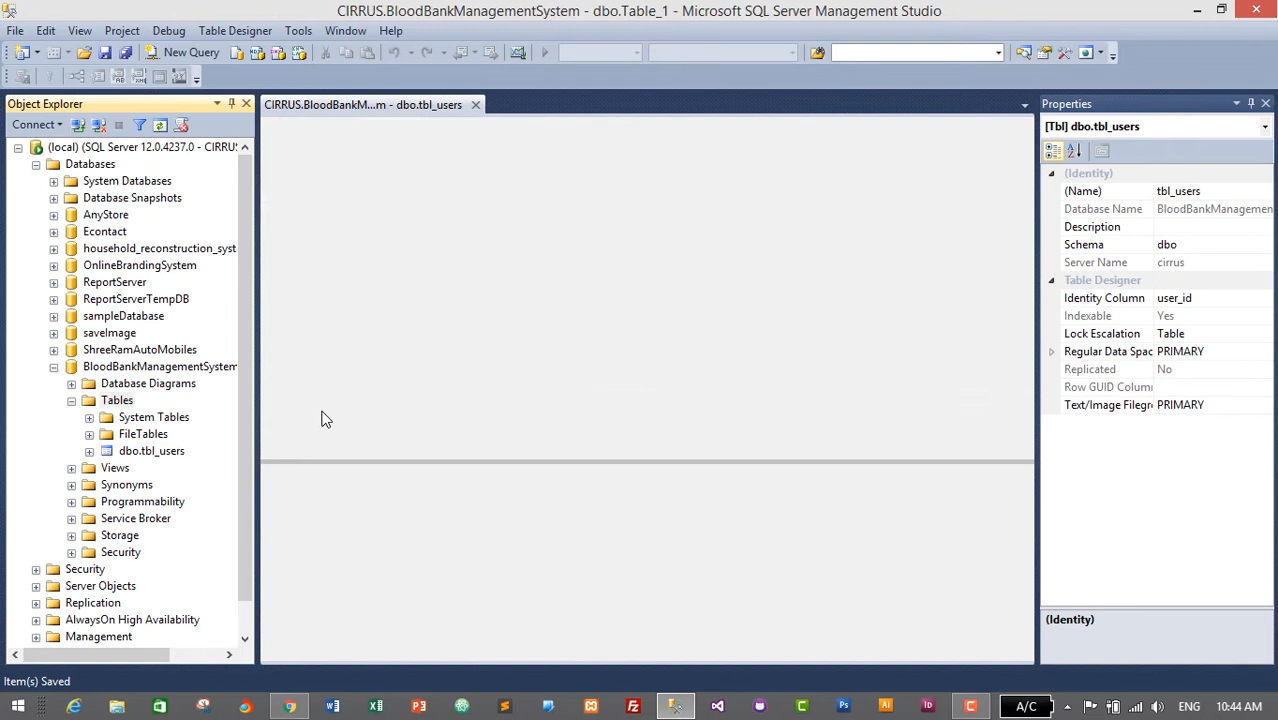 CIRRUS.BloodBankManagementSystem - dbo.Table_1 - Microsoft SQL Server Management Studio
File Edit View Project Debug Table Designer Tools Window Help
New Query
Object Explorer
Connect
(local) (SQL Server 12.0.4237.0 - CIRRUS
Databases
System Databases
Database Snapshots
AnyStore
Econtact
household_reconstruction_syst
OnlineBrandingSystem
ReportServer
ReportServerTempDB
sampleDatabase
saveImage
ShreeRamAutoMobiles
BloodBankManagementSystem
Database Diagrams
Tables
System Tables
FileTables
dbo.tbl_users
Views
Synonyms
Programmability
Service Broker
Storage
Security
Security
Server Objects
Replication
AlwaysOn High Availability
Management
CIRRUS.BloodBankM...m - dbo.tbl_users
Properties
[Tbl] dbo.tbl_users
(Identity)
(Name) tbl_users
Database Name BloodBankManagemen
Description
Schema dbo
Server Name cirrus
Table Designer
Identity Column user_id
Indexable Yes
Lock Escalation Table
Regular Data Spac PRIMARY
Replicated No
Row GUID Column
Text/Image Filegr PRIMARY
(Identity)
Item(s) Saved
A/C
ENG
10:44 AM